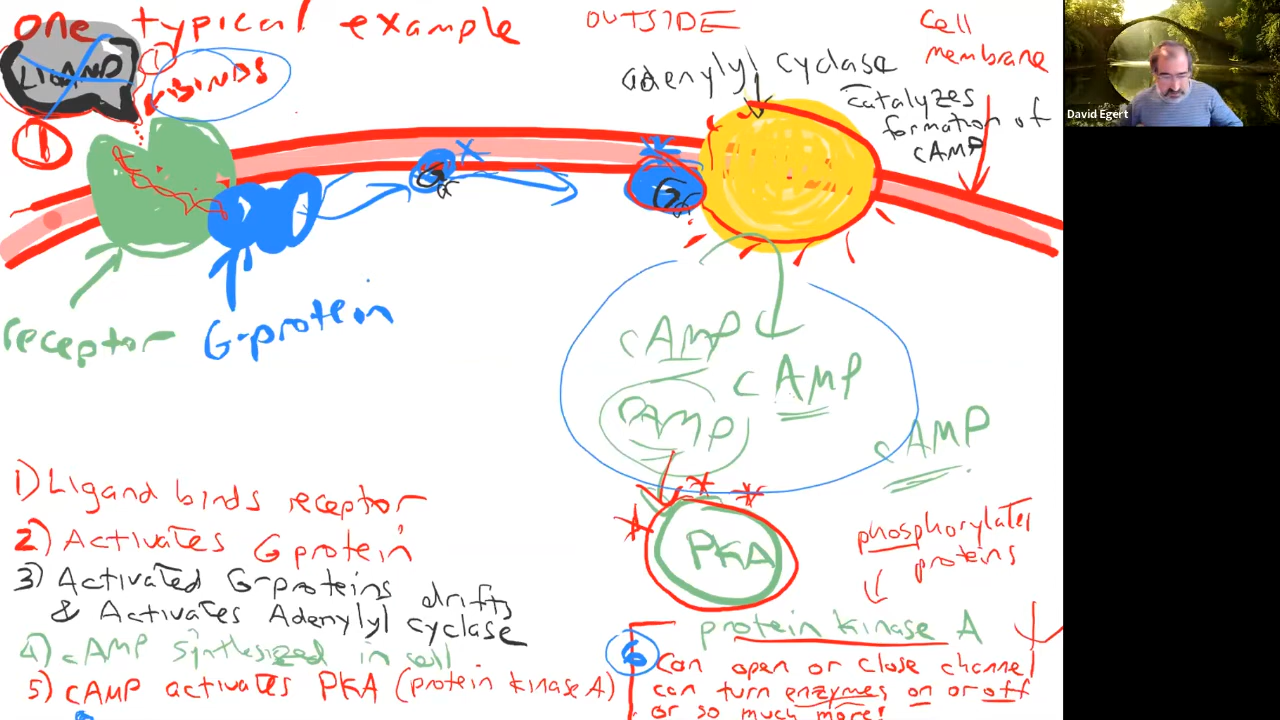 one typical example
OUTSIDE
Cell
membrane
LIGAND
1
BINDS
1
adenylyl cyclase
catalyzes
formation of
cAMP
David Egert
G
G
receptor
G-protein
cAMP
cAMP
cAMP
cAMP
PKA
phosphorylates
proteins
protein kinase A
1) Ligand binds receptor
2) Activates G protein
3) Activated G-proteins drifts
& Activates Adenylyl cyclase
4) cAMP synthesized in cell
5) cAMP activates PKA (protein kinase A)
6 Can open or close channel
can turn enzymes on or off
or so much more!